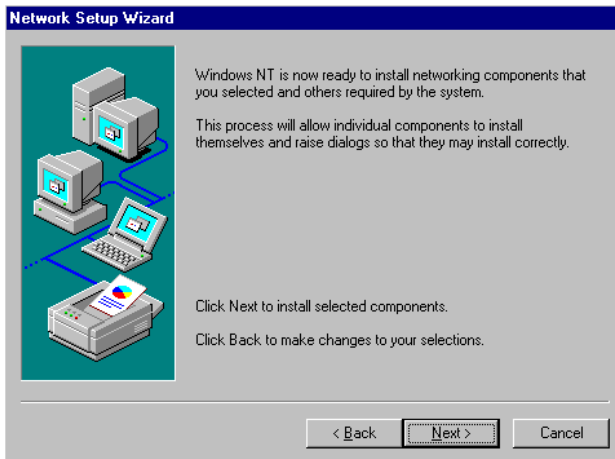 Network Setup Wizard
Windows NT is now ready to install networking components that
you selected and others required by the system.
This process will allow individual components to install
themselves and raise dialogs so that they may install correctly.
Click Next to install selected components.
Click Back to make changes to your selections.
< Back
Next >
Cancel